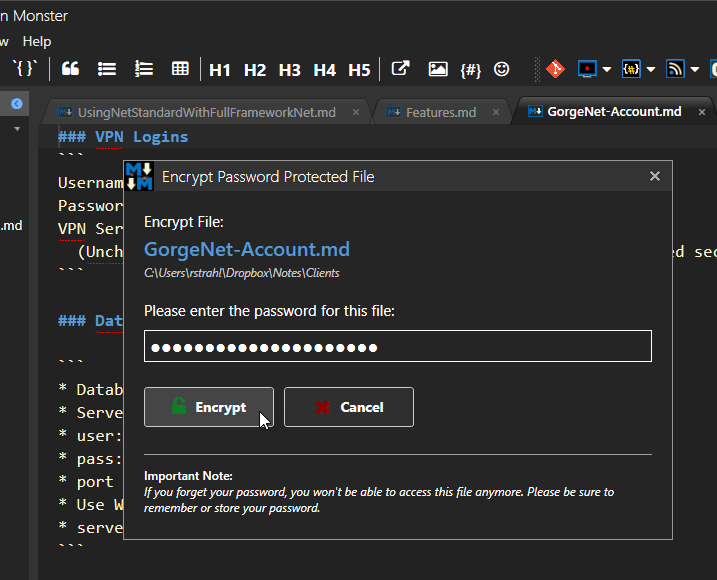 n Monster
w Help
`{}` H1 H2 H3 H4 H5 {#} {#}
UsingNetStandardWithFullFrameworkNet.md × Features.md × GorgeNet-Account.md ×
### VPN Logins
```
Encrypt Password Protected File
Usernam
Passwor
Encrypt File:
.md
VPN Ser
GorgeNet-Account.md
(Unch
ed sec
```
C:\Users\rstrahl\Dropbox\Notes\Clients
### Dat
Please enter the password for this file:
●●●●●●●●●●●●●●●●●●●●●
```
* Datab
Encrypt Cancel
* Serve
* user:
* pass:
* port
Important Note:
* Use W
If you forget your password, you won't be able to access this file anymore. Please be sure to
remember or store your password.
* serve
```